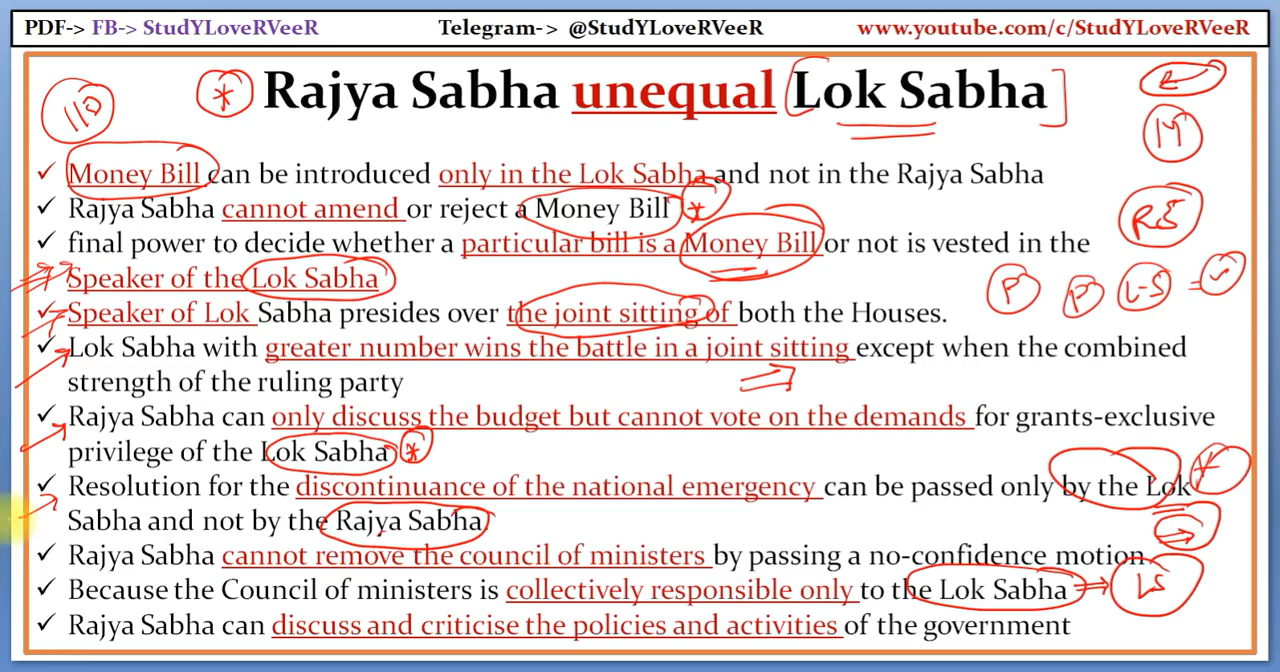 PDF-> FB-> StudYLoveRVeeR Telegram-> @StudYLoveRVeeR www.youtube.com/c/StudYLoveRVeeR
110 * Rajya Sabha unequal Lok Sabha
✓ Money Bill can be introduced only in the Lok Sabha and not in the Rajya Sabha
✓ Rajya Sabha cannot amend or reject a Money Bill *
RS
✓ final power to decide whether a particular bill is a Money Bill or not is vested in the
Speaker of the Lok Sabha
P P L-S = S
✓ Speaker of Lok Sabha presides over the joint sitting of both the Houses.
✓ Lok Sabha with greater number wins the battle in a joint sitting except when the combined
strength of the ruling party
✓ Rajya Sabha can only discuss the budget but cannot vote on the demands for grants-exclusive
privilege of the Lok Sabha *
✓ Resolution for the discontinuance of the national emergency can be passed only by the Lok *
Sabha and not by the Rajya Sabha
✓ Rajya Sabha cannot remove the council of ministers by passing a no-confidence motion
✓ Because the Council of ministers is collectively responsible only to the Lok Sabha => LS
✓ Rajya Sabha can discuss and criticise the policies and activities of the government